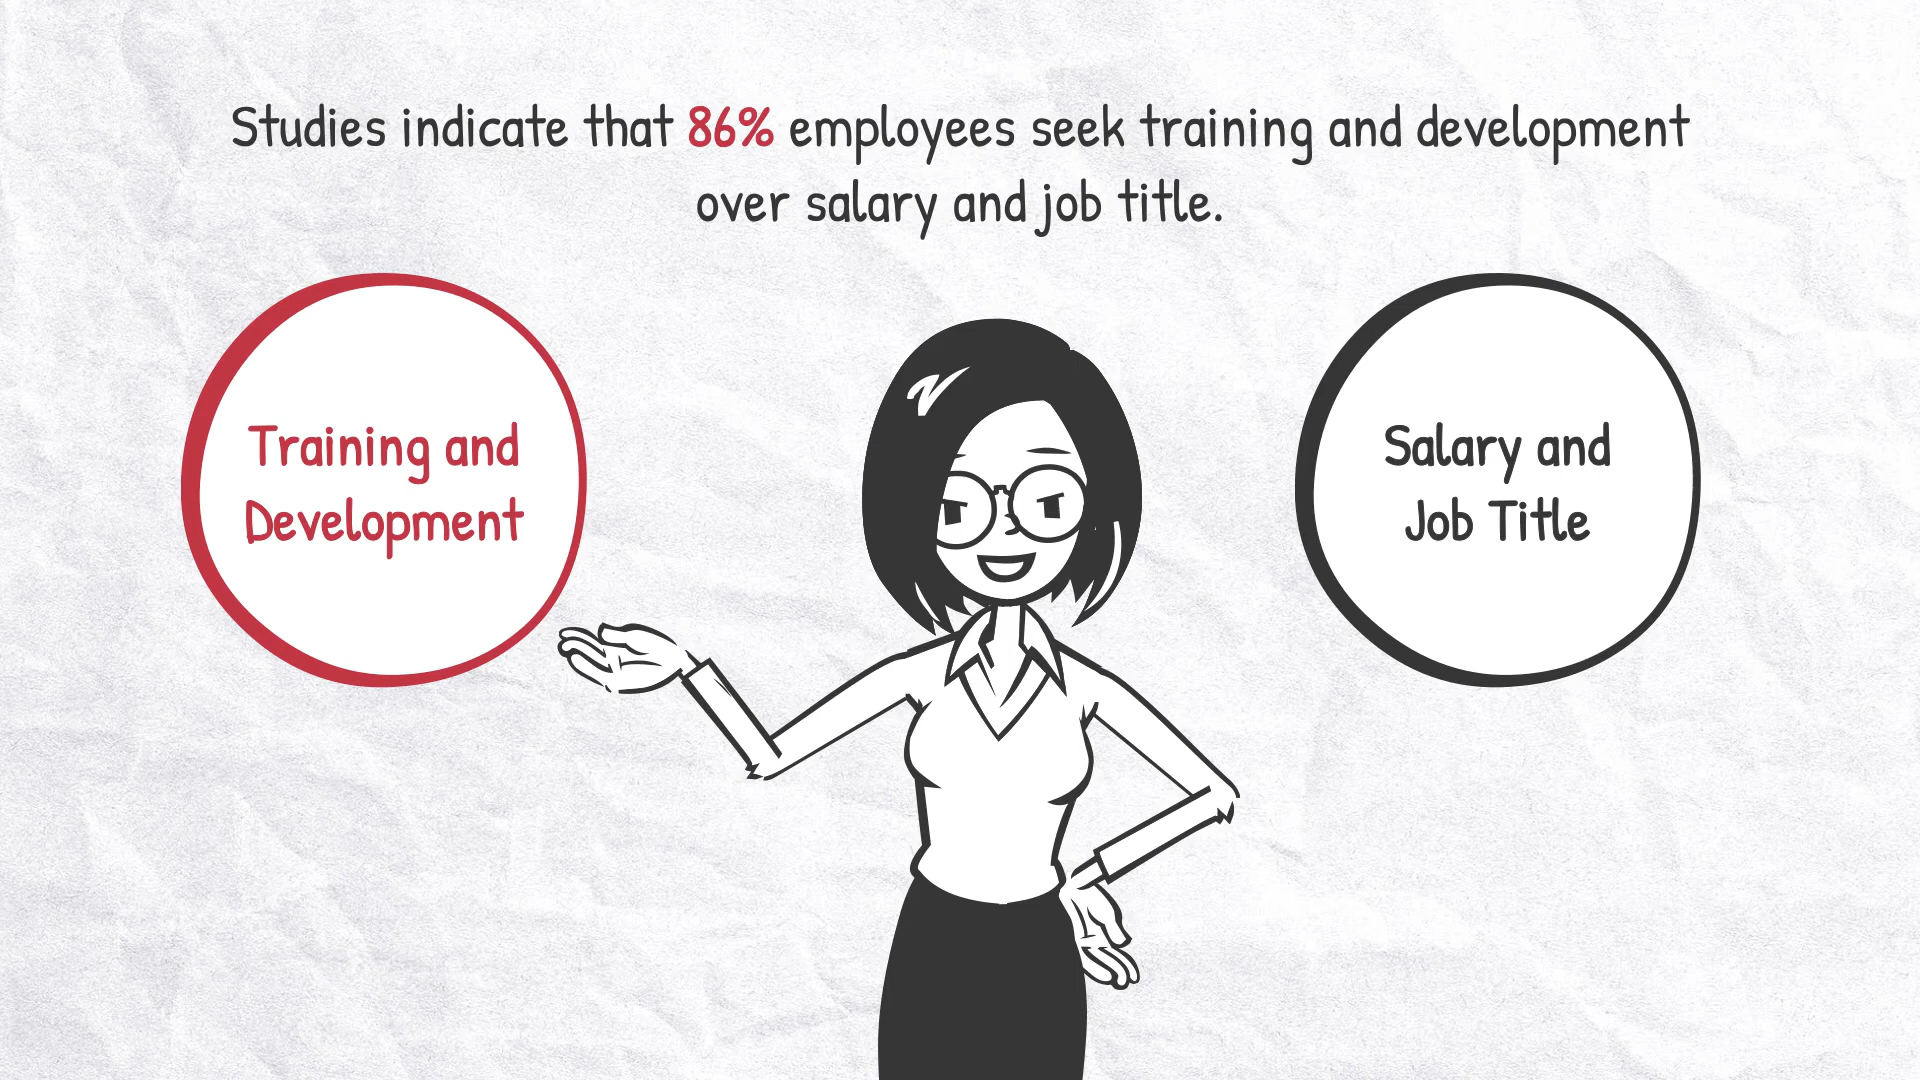 Studies indicate that 86% employees seek training and development
over salary and job title.
Training and
Development
Salary and
Job Title